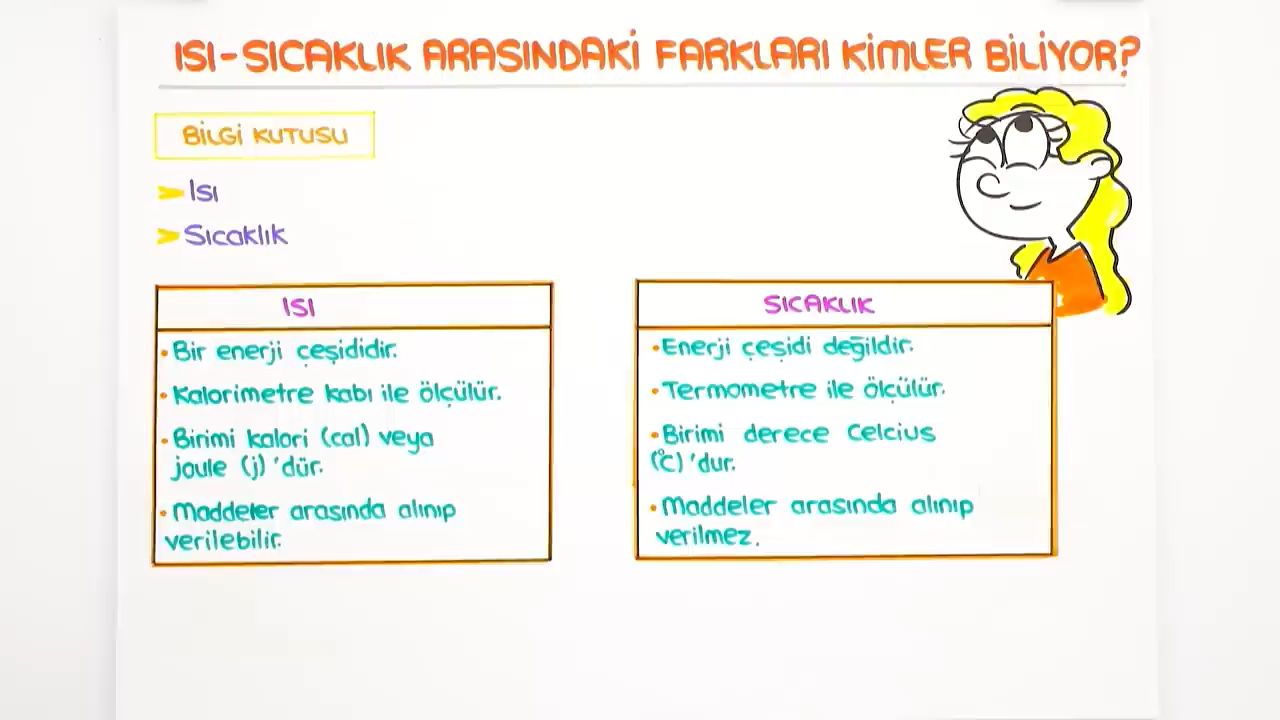 ISI-SICAKLIK ARASINDAKİ FARKLARI KİMLER BİLİYOR?
BİLGİ KUTUSU
➤ Isı
➤ Sıcaklık
ISI
• Bir enerji çeşididir.
• Kalorimetre kabı ile ölçülür.
• Birimi kalori (cal) veya
joule (j) 'dür.
• Maddeler arasında alınıp
verilebilir.
SICAKLIK
• Enerji çeşidi değildir.
• Termometre ile ölçülür.
• Birimi derece Celcius
(°C) 'dur.
• Maddeler arasında alınıp
verilmez.